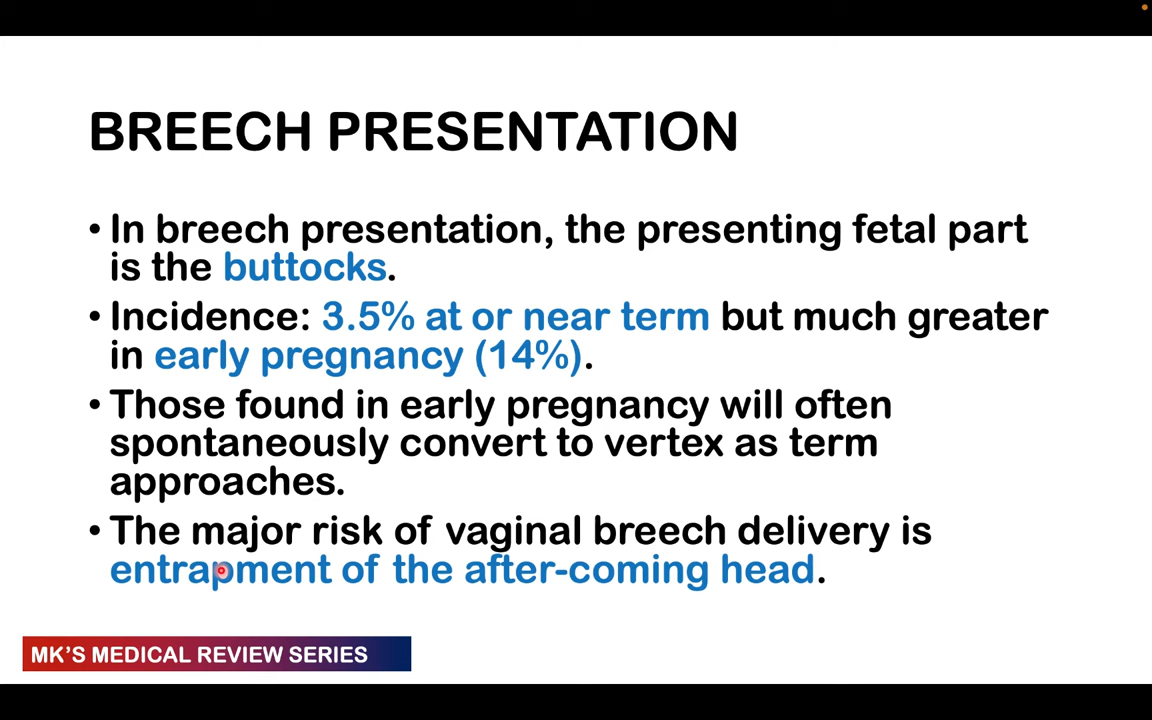 BREECH PRESENTATION
• In breech presentation, the presenting fetal part
is the buttocks.
• Incidence: 3.5% at or near term but much greater
in early pregnancy (14%).
• Those found in early pregnancy will often
spontaneously convert to vertex as term
approaches.
• The major risk of vaginal breech delivery is
entrapment of the after-coming head.
MK'S MEDICAL REVIEW SERIES